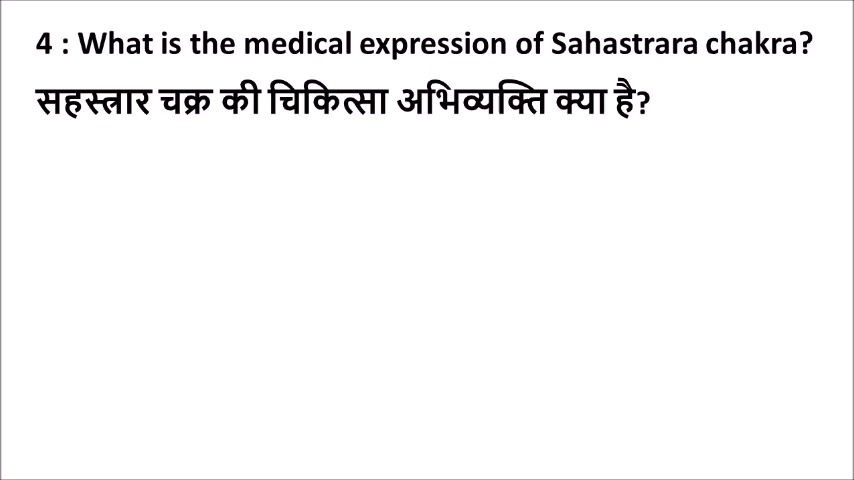 4 : What is the medical expression of Sahastrara chakra?
सहस्त्रार चक्र की चिकित्सा अभिव्यक्ति क्या है?